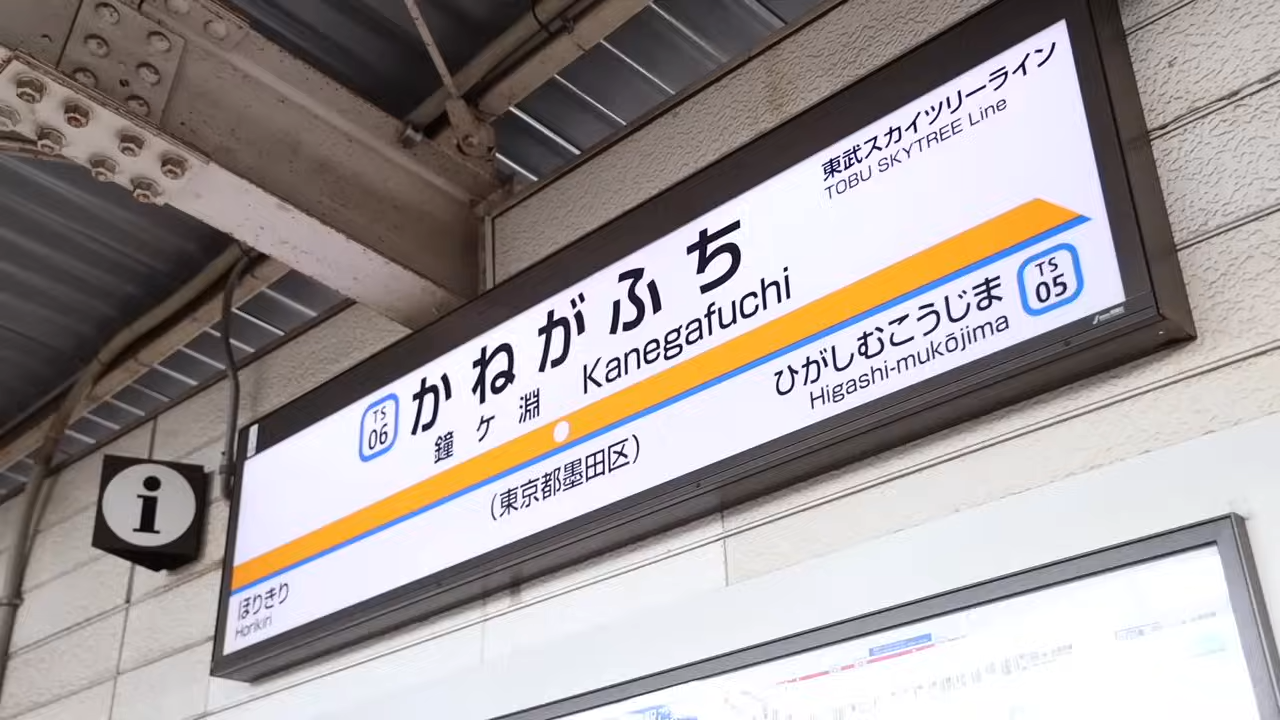 東武スカイツリーライン
TOBU SKYTREE Line
TS
06
かねがふち
鐘ケ淵
Kanegafuchi
(東京都墨田区)
ひがしむこうじま
Higashi-mukōjima
TS
05
ほりきり
Horikiri
i